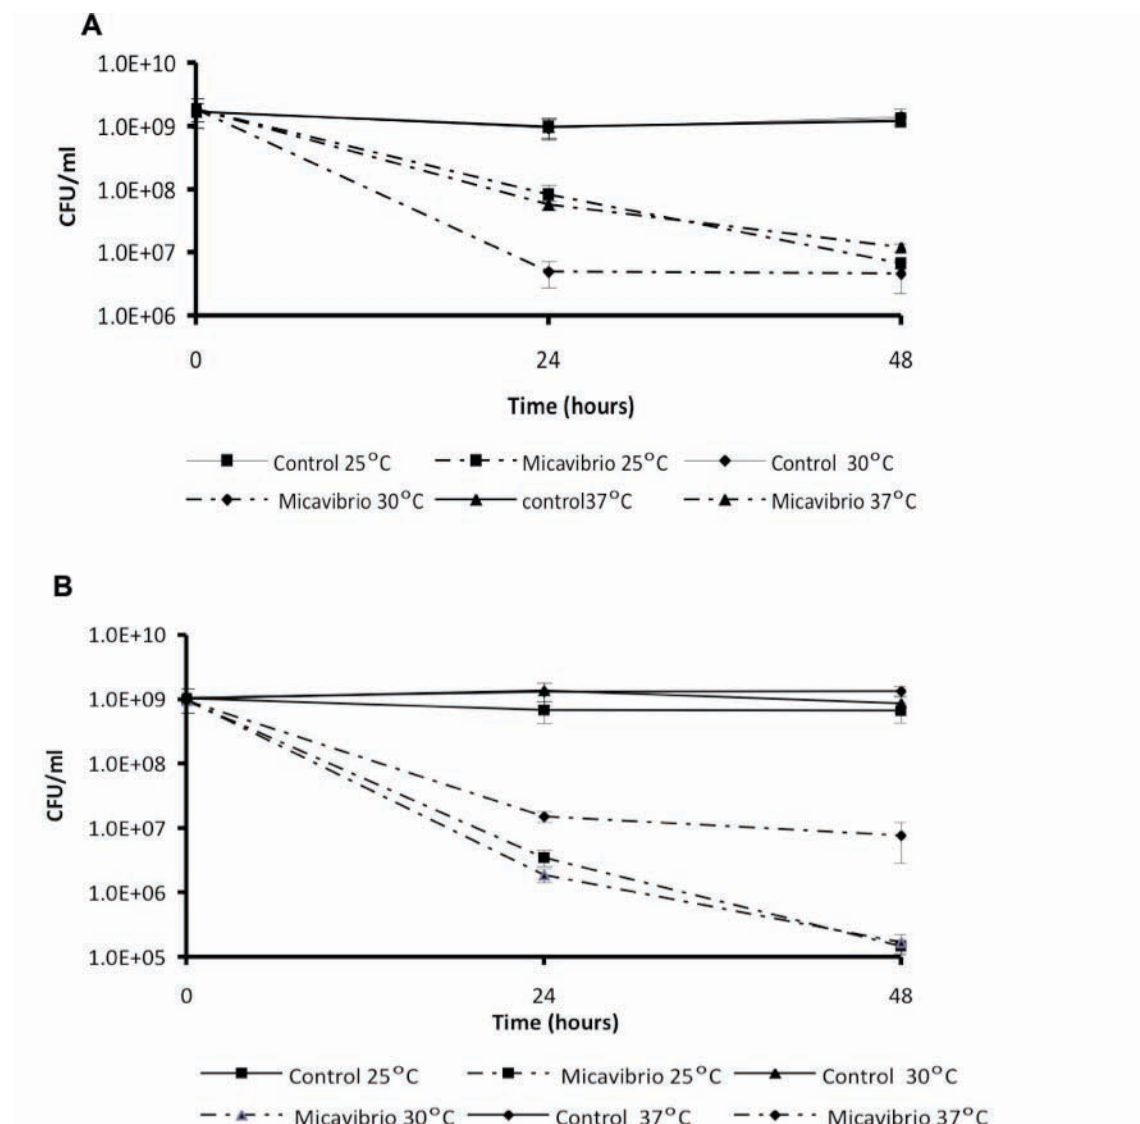 A
1.0E+10
1.0E+09
1.0E+08
1.0E+07
1.0E+06
CFU/ml
0 24 48
Time (hours)
Control 25°C Micavibrio 25°C Control 30°C
Micavibrio 30°C control37°C Micavibrio 37°C
B
1.0E+10
1.0E+09
1.0E+08
1.0E+07
1.0E+06
1.0E+05
CFU/ml
0 24 48
Time (hours)
Control 25°C Micavibrio 25°C Control 30°C
Micavibrio 30°C Control 37°C Micavibrio 37°C